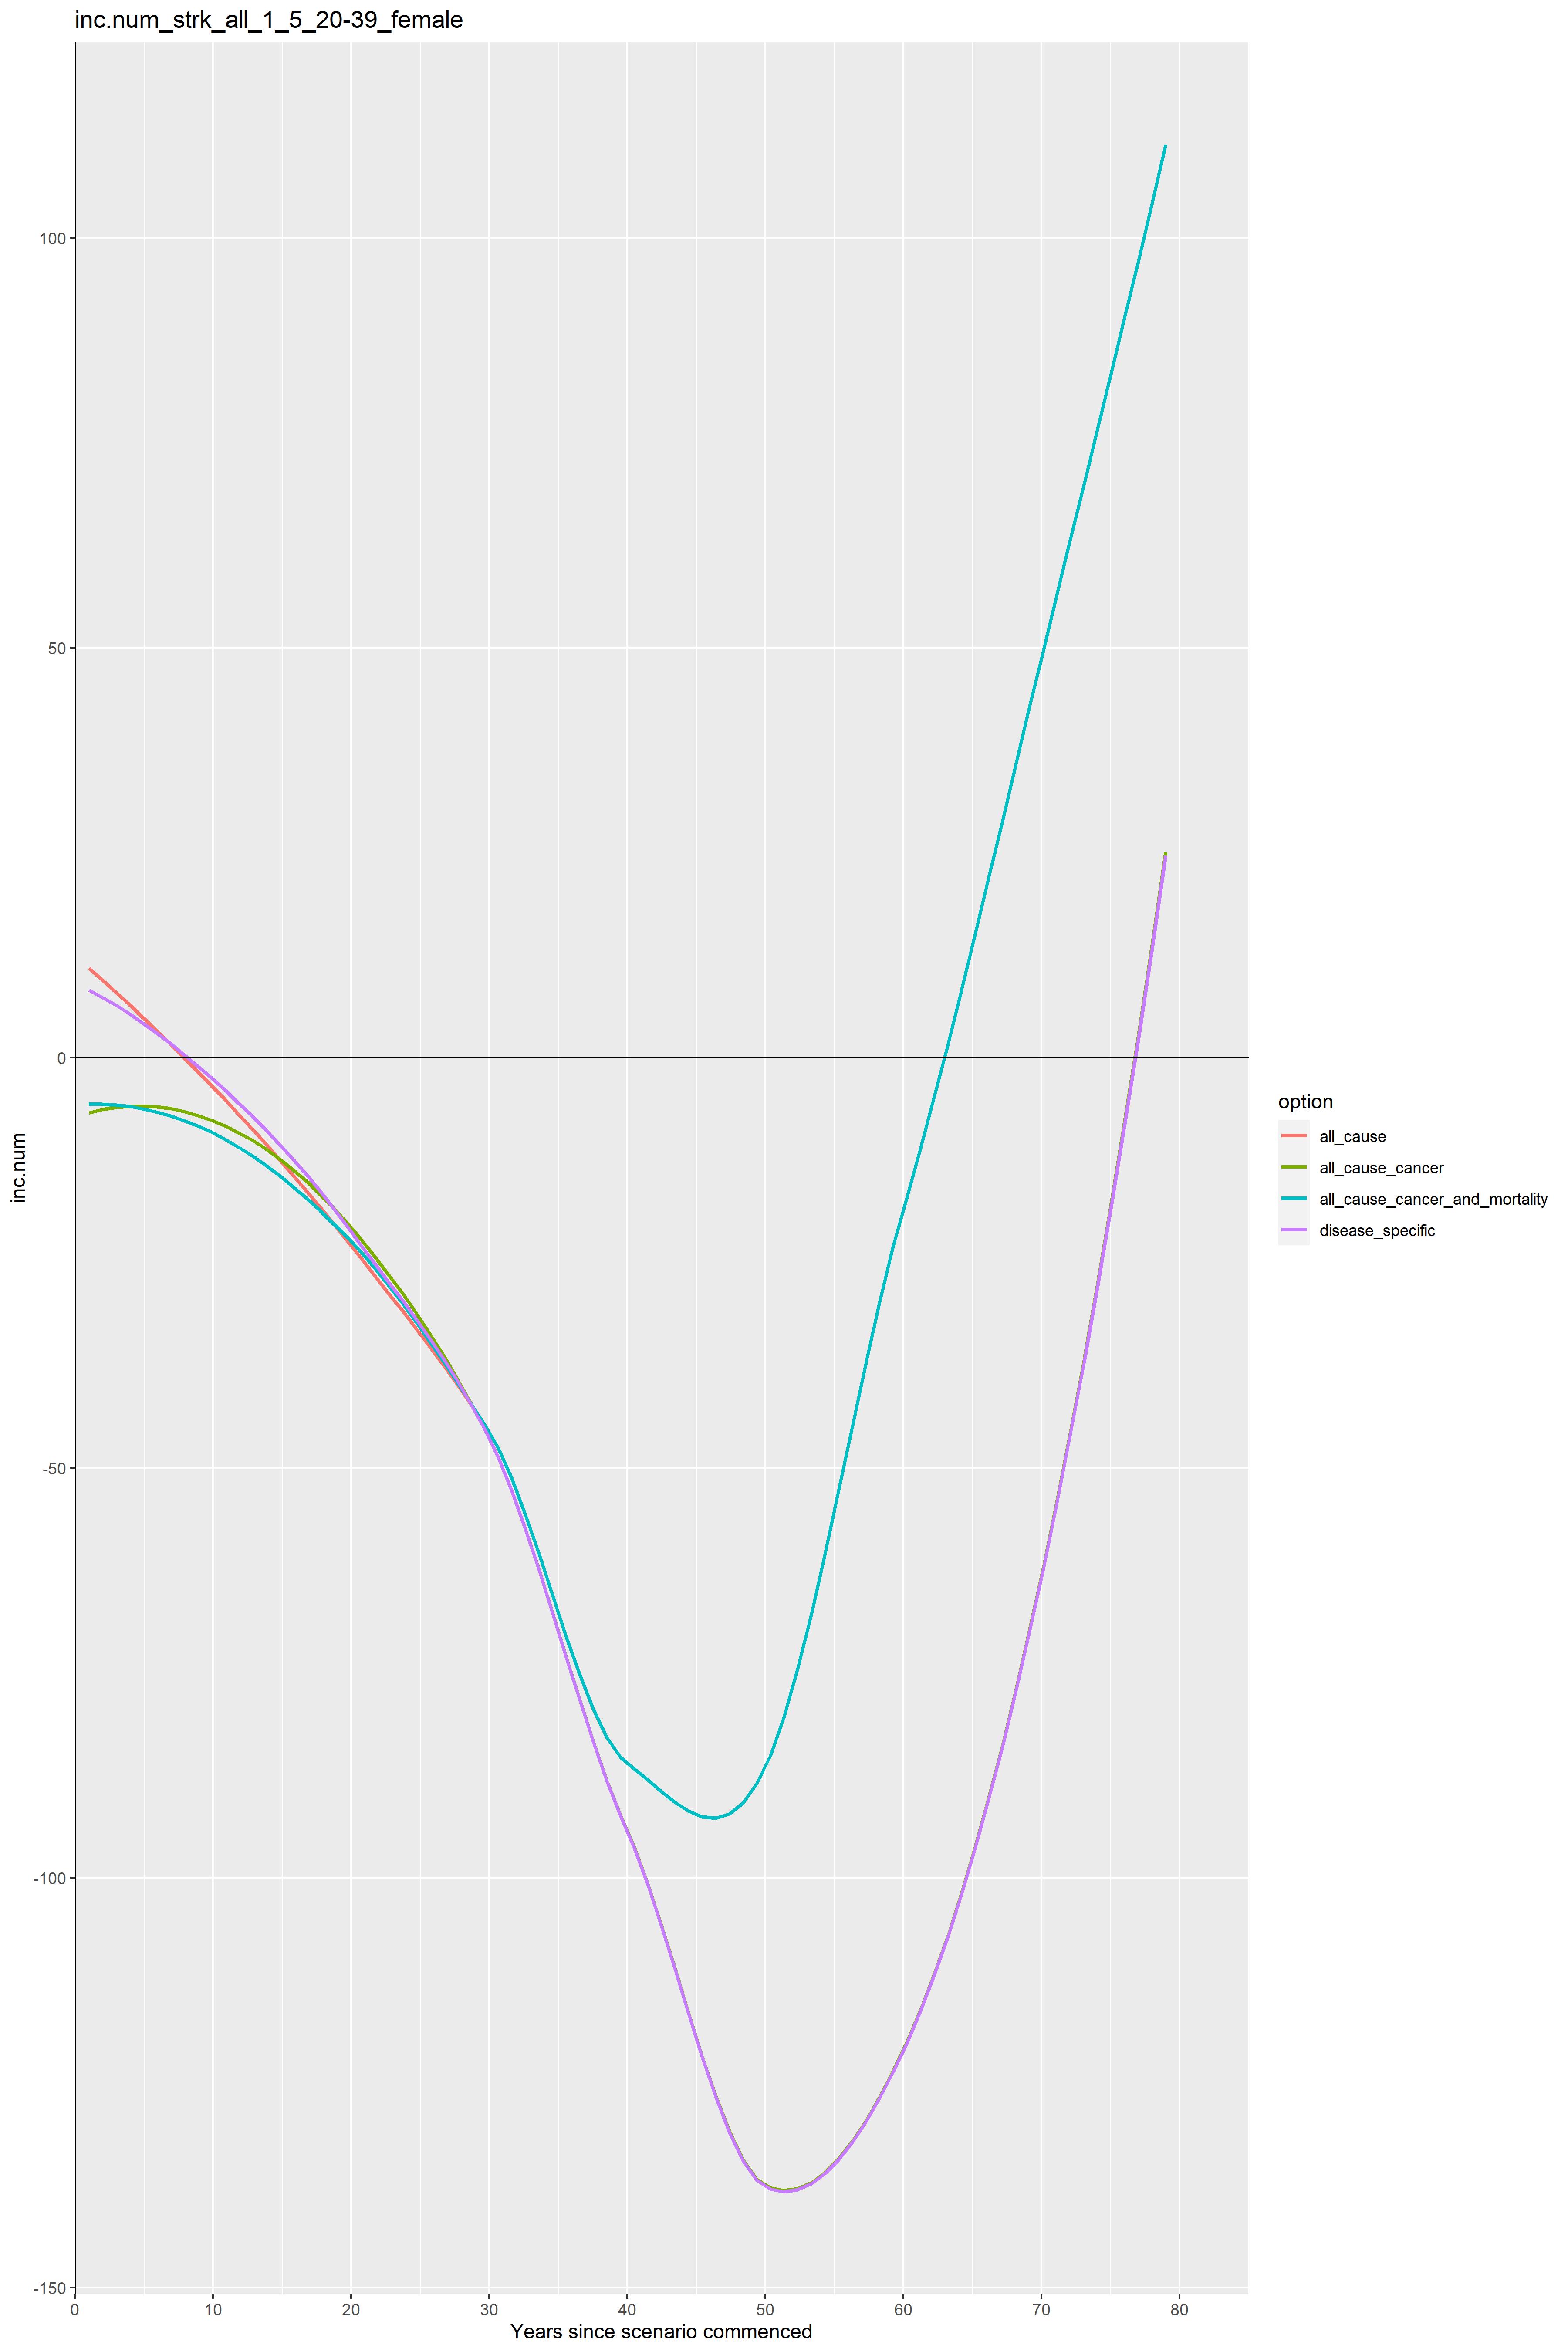 inc.num_strk_all_1_5_20-39_female
100
50
0
-50
-100
-150
inc.num
0 10 20 30 40 50 60 70 80
Years since scenario commenced
option
all_cause
all_cause_cancer
all_cause_cancer_and_mortality
disease_specific